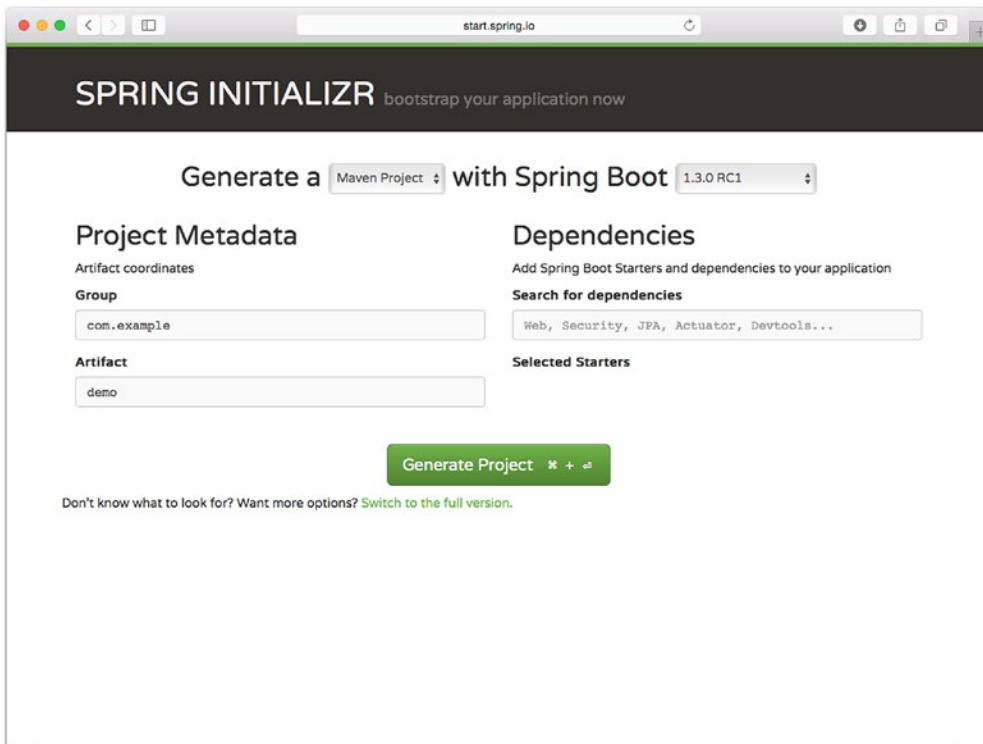 start.spring.io
SPRING INITIALIZR bootstrap your application now
Generate a Maven Project with Spring Boot 1.3.0 RC1
Project Metadata
Artifact coordinates
Group
com.example
Artifact
demo
Dependencies
Add Spring Boot Starters and dependencies to your application
Search for dependencies
Web, Security, JPA, Actuator, Devtools...
Selected Starters
Generate Project ⌘ + ⏎
Don't know what to look for? Want more options? Switch to the full version.